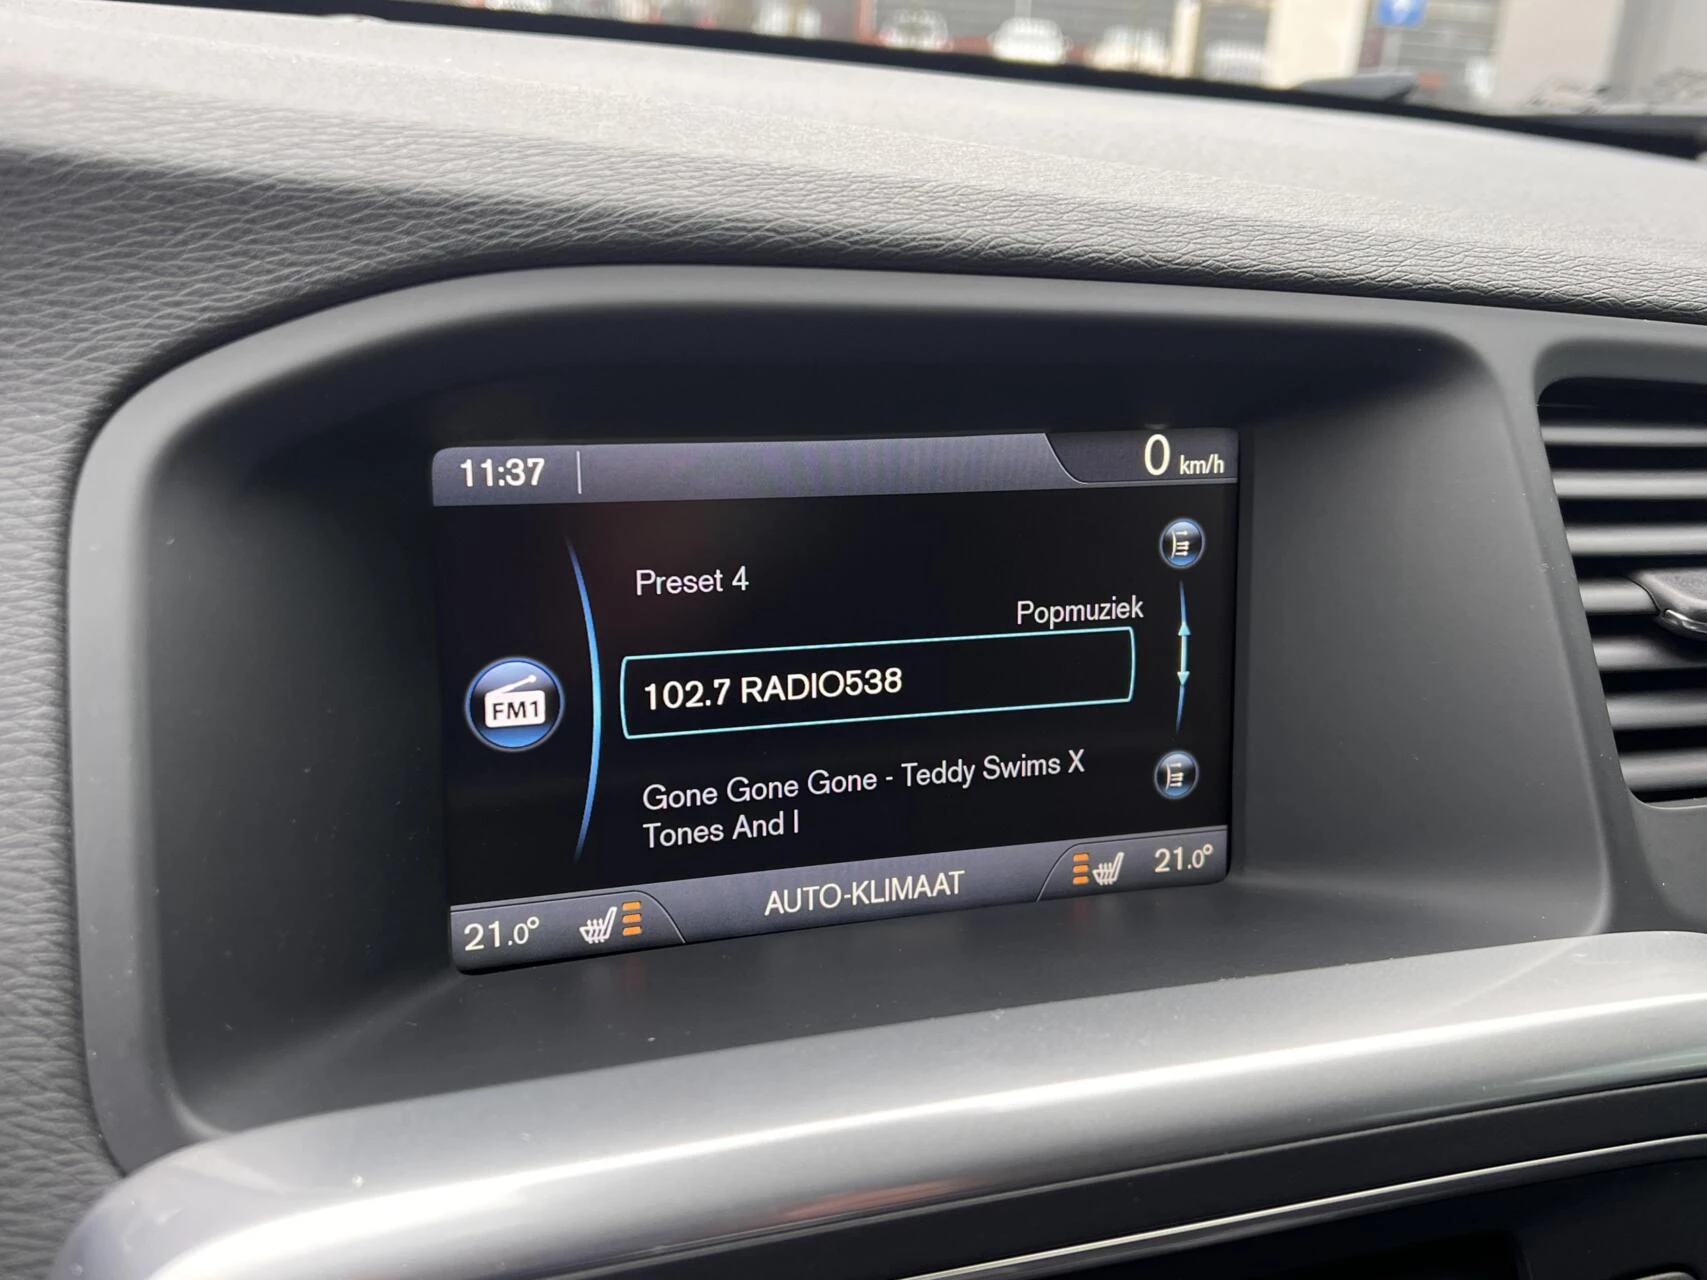 11:37
0 km/h
Preset 4
Popmuziek
FM1
102.7 RADIO538
Gone Gone Gone - Teddy Swims X
Tones And I
21.0° AUTO-KLIMAAT 21.0°